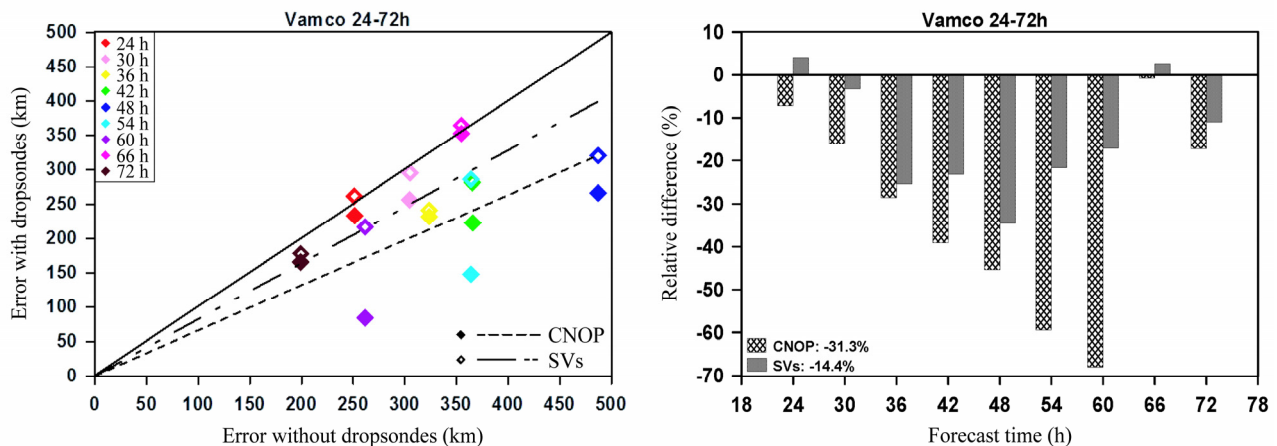 Vamco 24-72h
500
450
400
350
300
250
200
150
100
50
0
Error with dropsondes (km)
24 h
30 h
36 h
42 h
48 h
54 h
60 h
66 h
72 h
CNOP
SVs
0 50 100 150 200 250 300 350 400 450 500
Error without dropsondes (km)
Vamco 24-72h
10
0
-10
-20
-30
-40
-50
-60
-70
Relative difference (%)
CNOP: -31.3%
SVs: -14.4%
18 24 30 36 42 48 54 60 66 72 78
Forecast time (h)